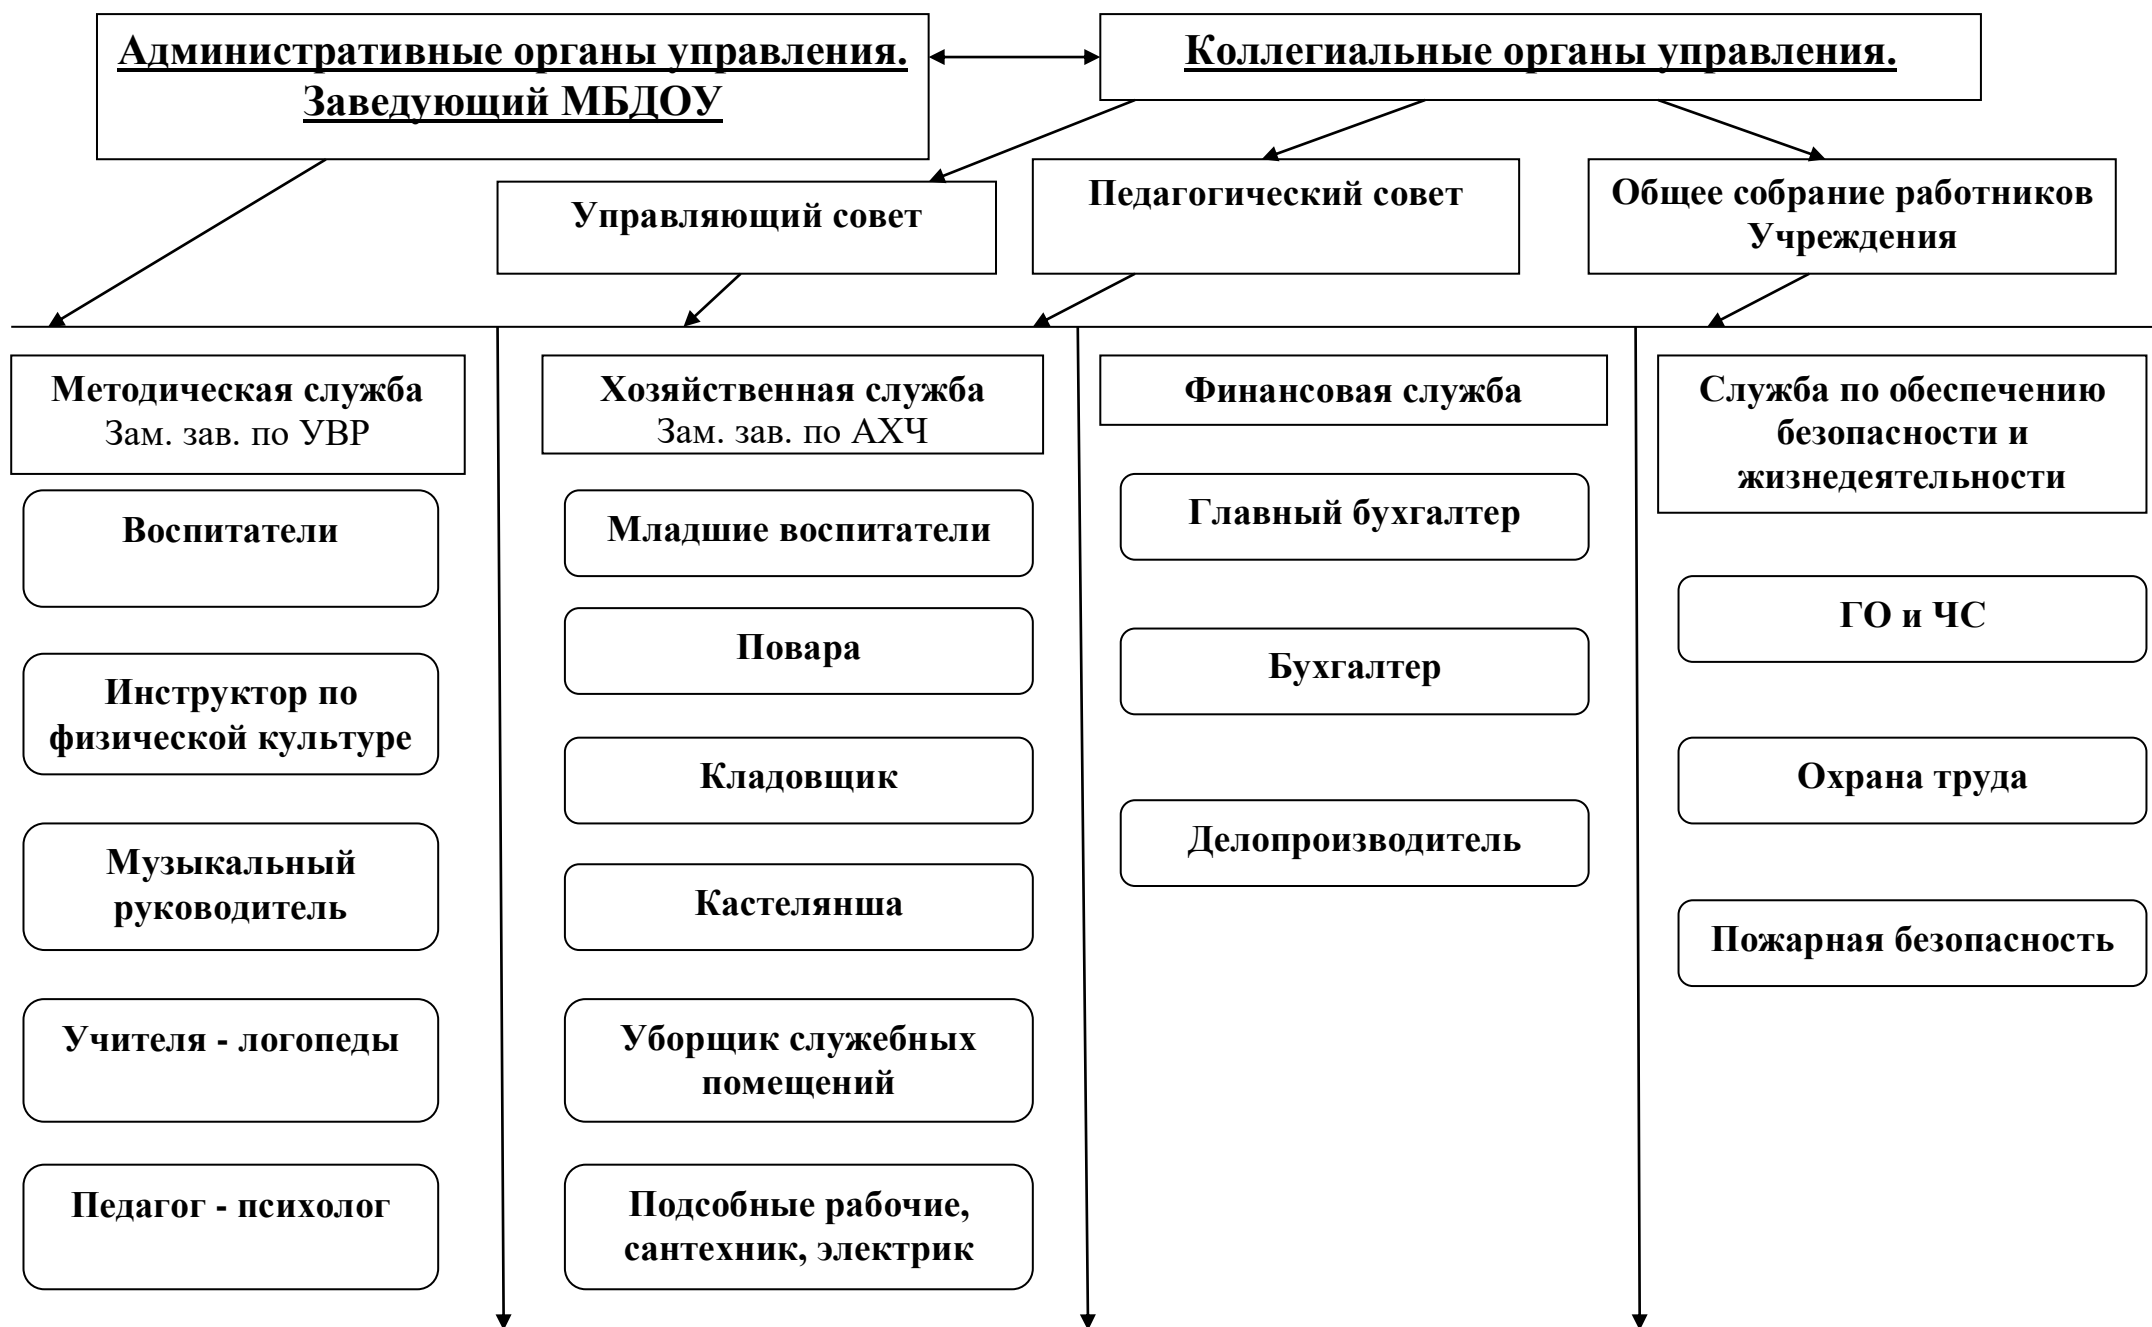 Административные органы управления.
Заведующий МБДОУ
Коллегиальные органы управления.
Управляющий совет
Педагогический совет
Общее собрание работников
Учреждения
Методическая служба
Зам. зав. по УВР
Воспитатели
Инструктор по
физической культуре
Музыкальный
руководитель
Учителя - логопеды
Педагог - психолог
Хозяйственная служба
Зам. зав. по АХЧ
Младшие воспитатели
Повара
Кладовщик
Кастелянша
Уборщик служебных
помещений
Подсобные рабочие,
сантехник, электрик
Финансовая служба
Главный бухгалтер
Бухгалтер
Делопроизводитель
Служба по обеспечению
безопасности и
жизнедеятельности
ГО и ЧС
Охрана труда
Пожарная безопасность